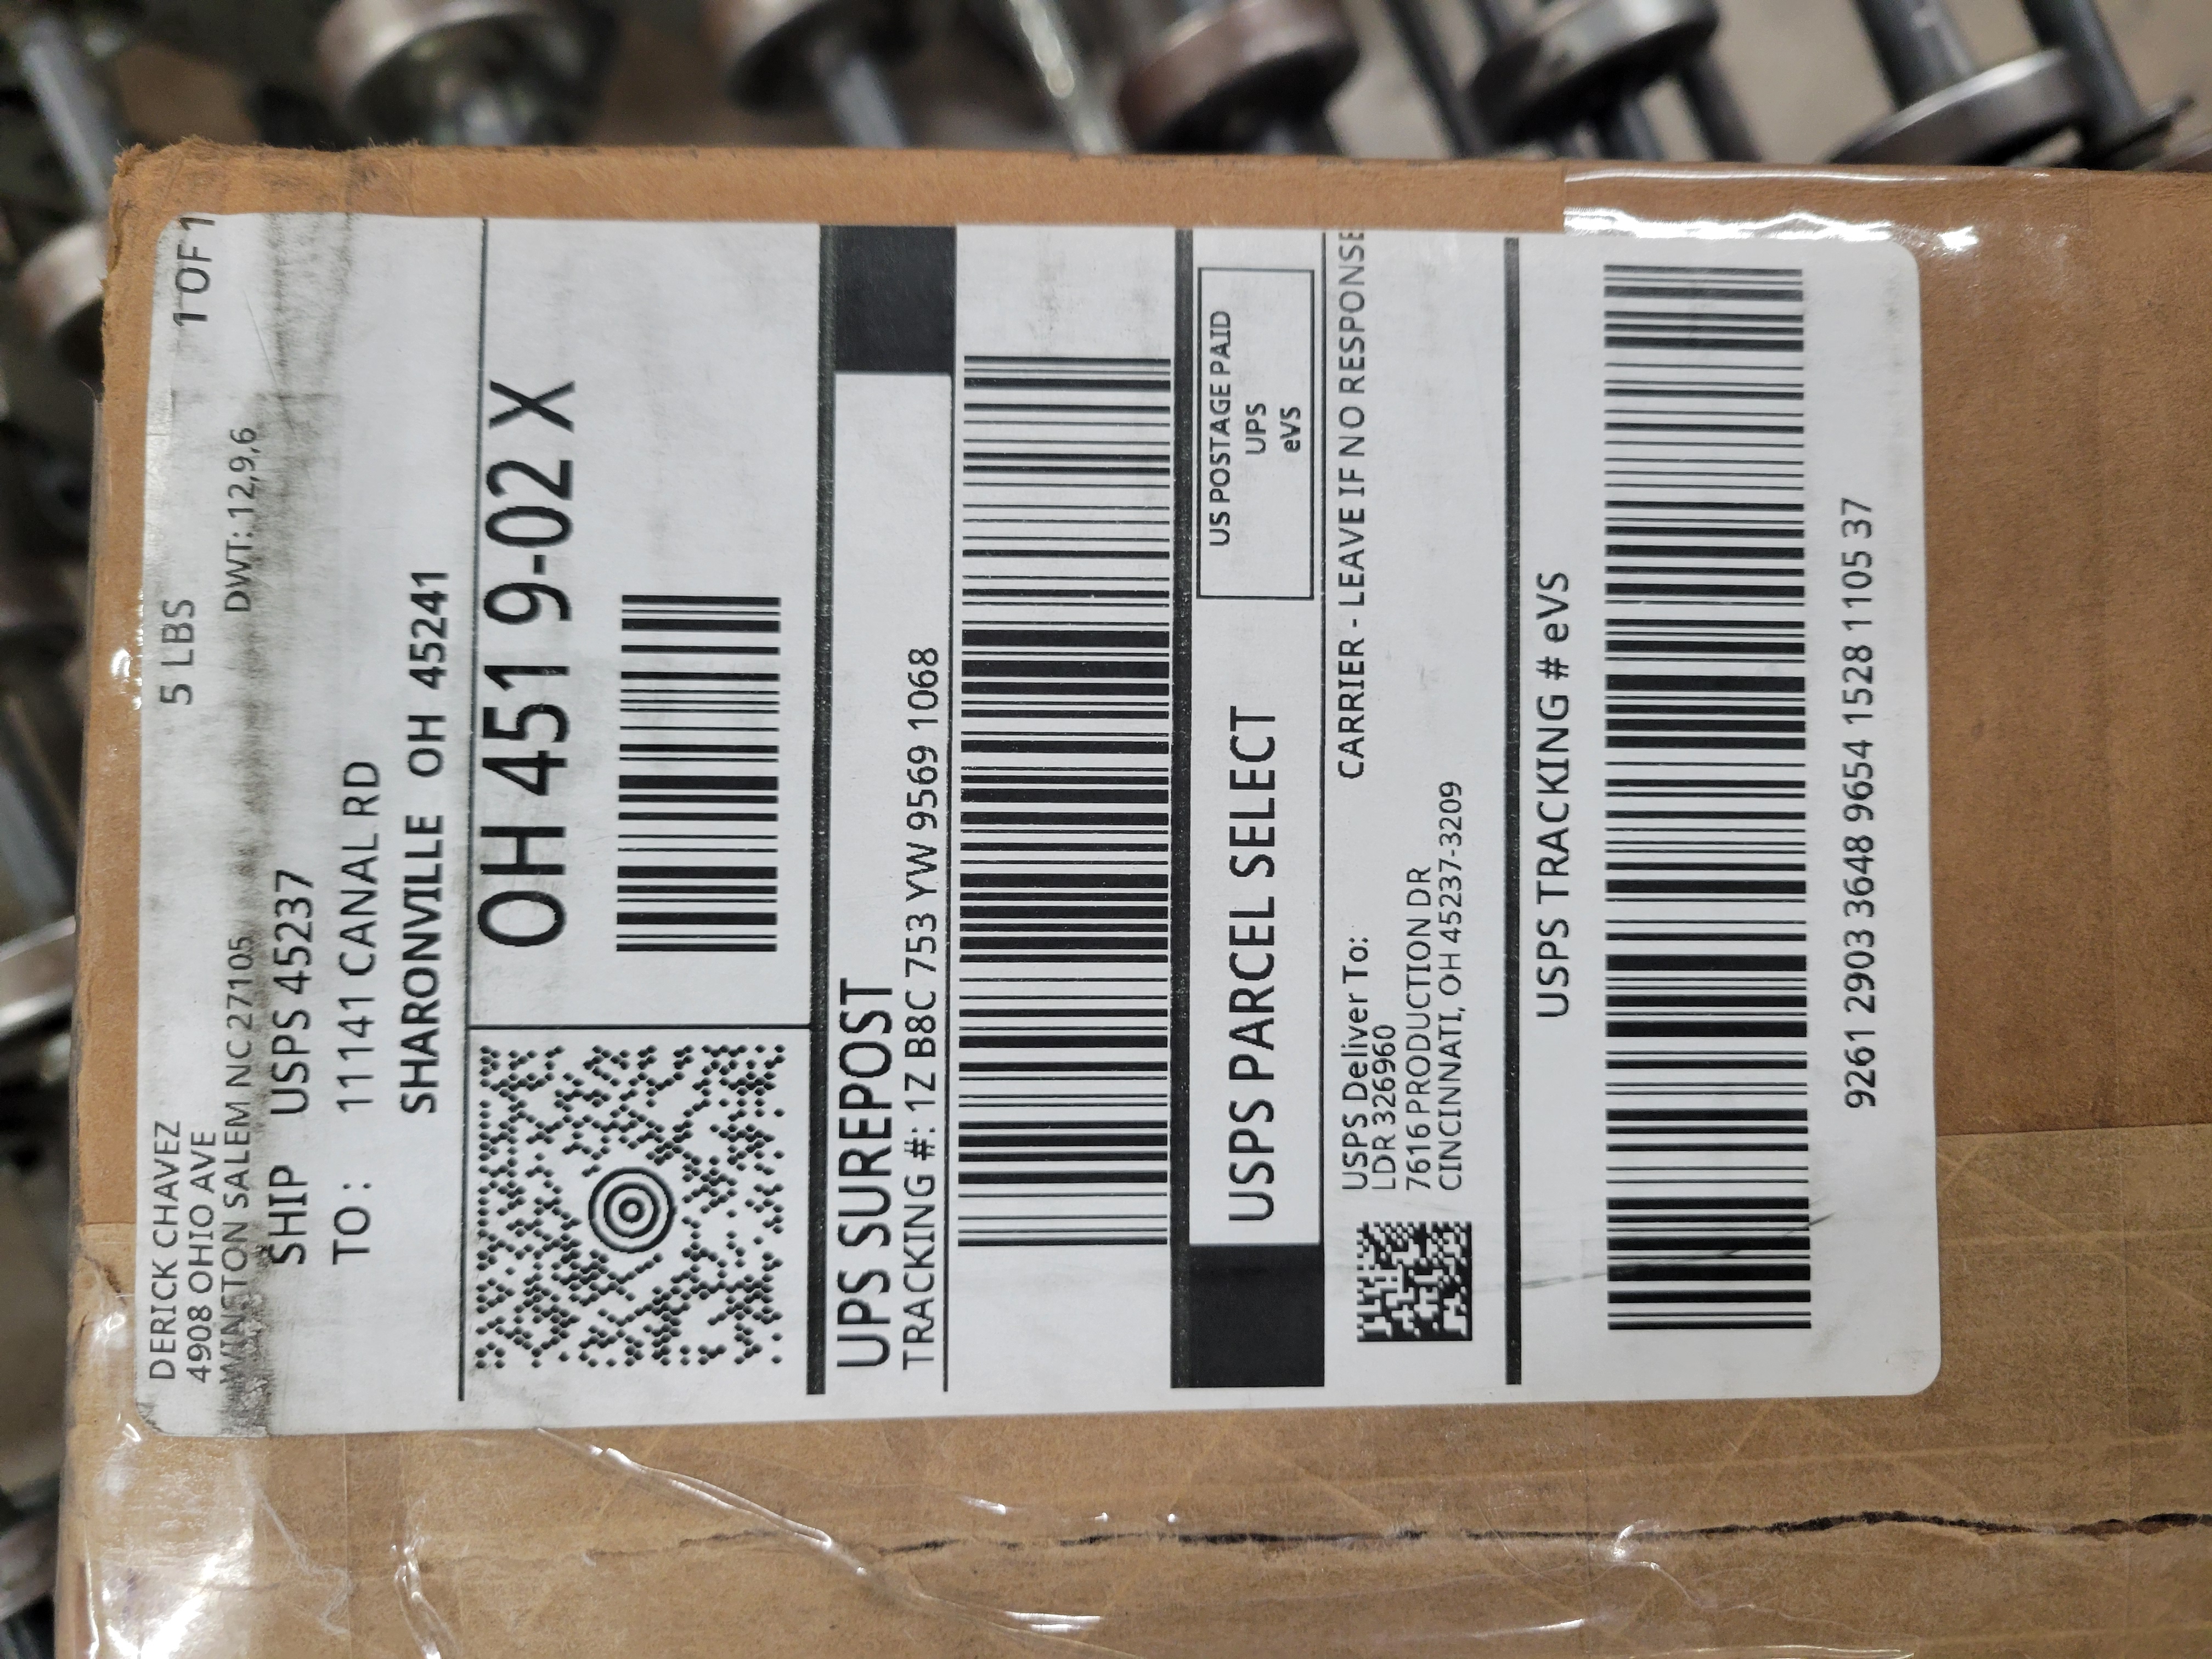 DERICK CHAVEZ
4908 OHIO AVE
WINSTON SALEM NC 27105
5 LBS
1 OF 1
DWT: 12,9,6
SHIP USPS 45237
TO: 11141 CANAL RD
SHARONVILLE OH 45241
OH 451 9-02 X
UPS SUREPOST
TRACKING #: 1Z B8C 753 YW 9569 1068
USPS PARCEL SELECT
US POSTAGE PAID
UPS
eVS
USPS Deliver To:
LDR 326960
7616 PRODUCTION DR
CINCINNATI, OH 45237-3209
CARRIER - LEAVE IF NO RESPONSE
USPS TRACKING # eVS
9261 2903 3648 9654 1528 1105 37